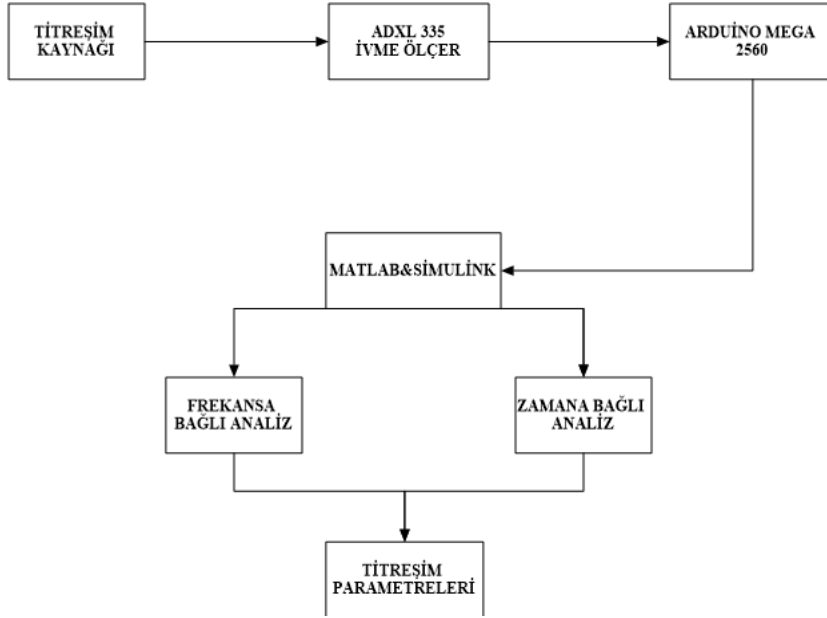 TİTREŞİM
KAYNAĞI
ADXL 335
İVME ÖLÇER
ARDUİNO MEGA
2560
MATLAB&SİMULİNK
FREKANSA
BAĞLI ANALİZ
ZAMANA BAĞLI
ANALİZ
TİTREŞİM
PARAMETRELERİ